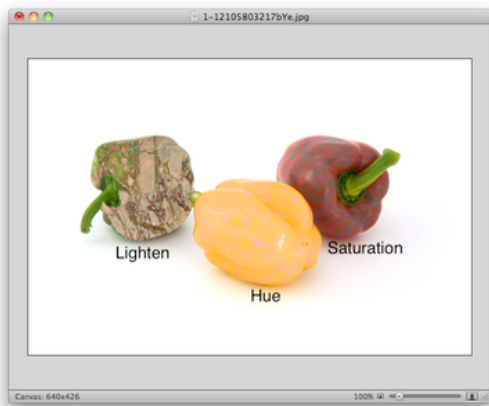 1-12105803217bYe.jpg
Lighten
Hue
Saturation
Canvas: 640x426
100%